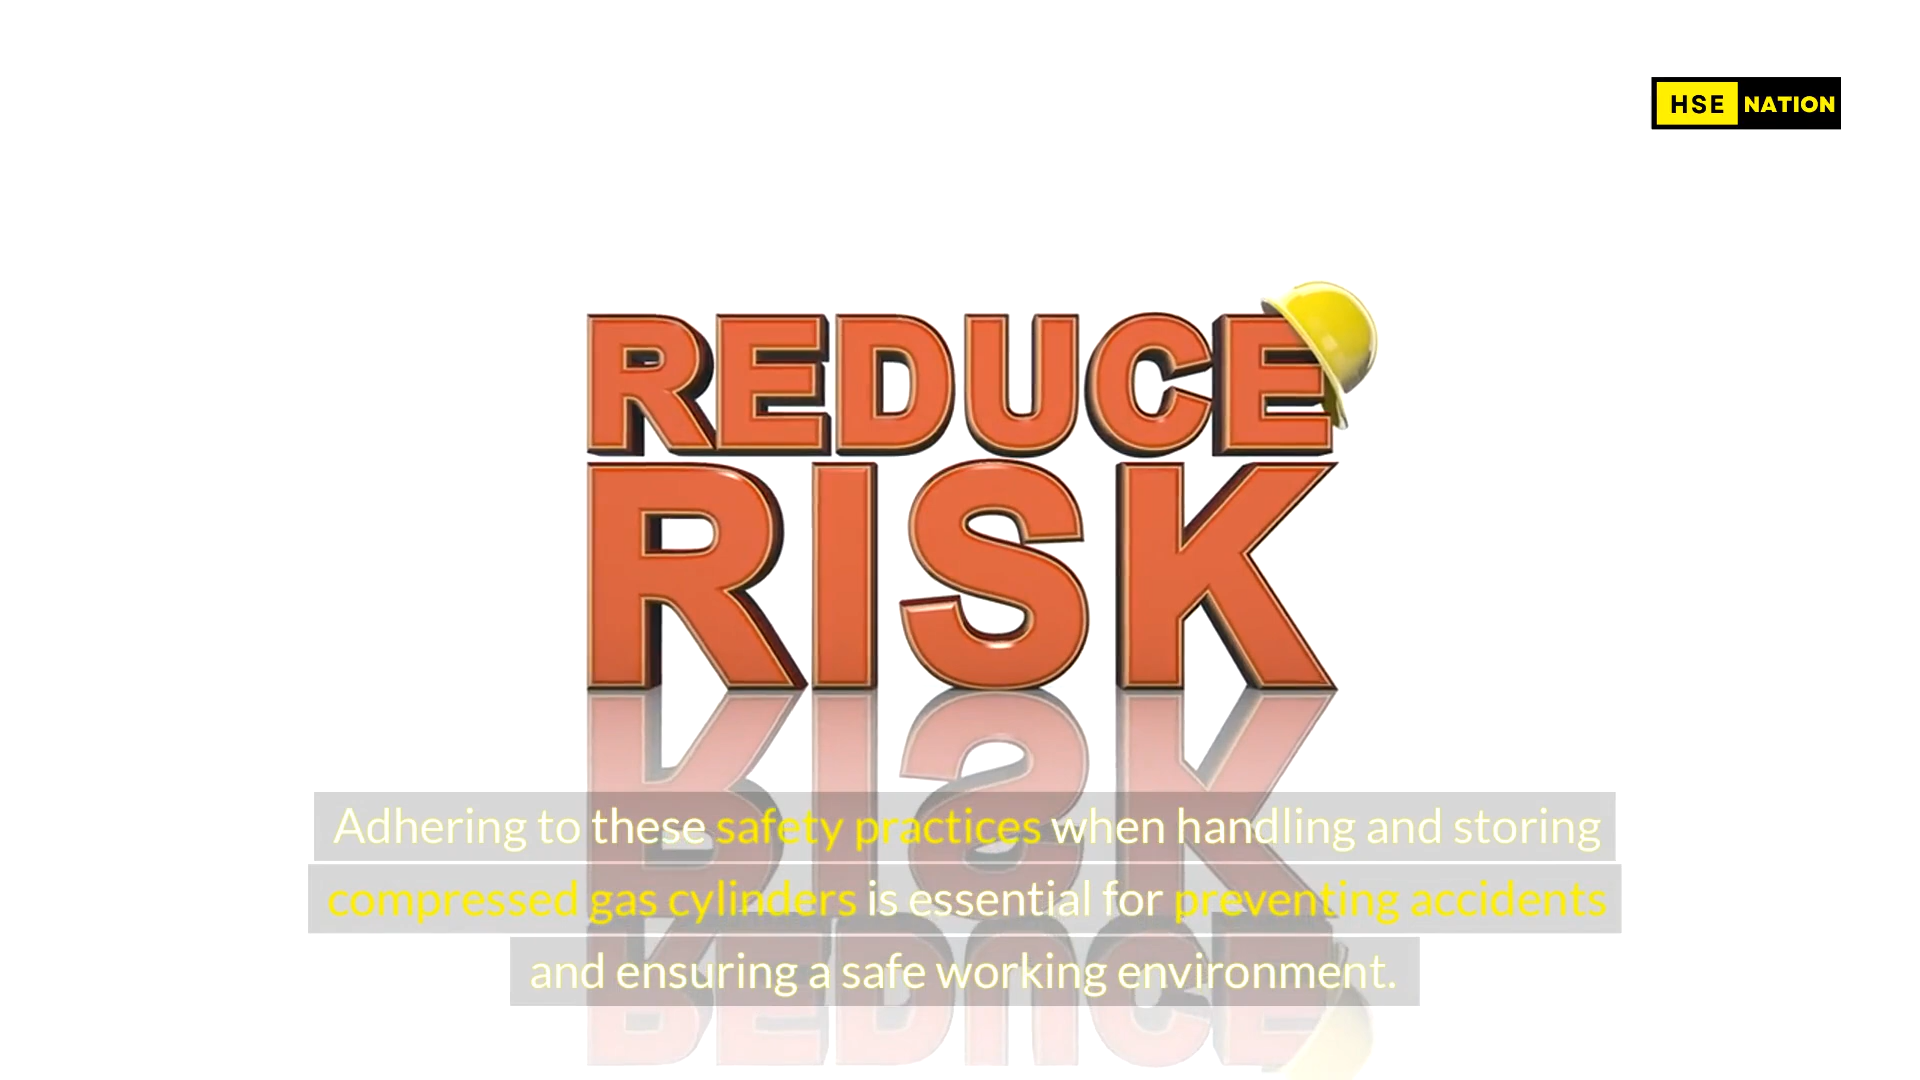 HSE NATION
REDUCE
RISK
Adhering to these safety practices when handling and storing
compressed gas cylinders is essential for preventing accidents
and ensuring a safe working environment.